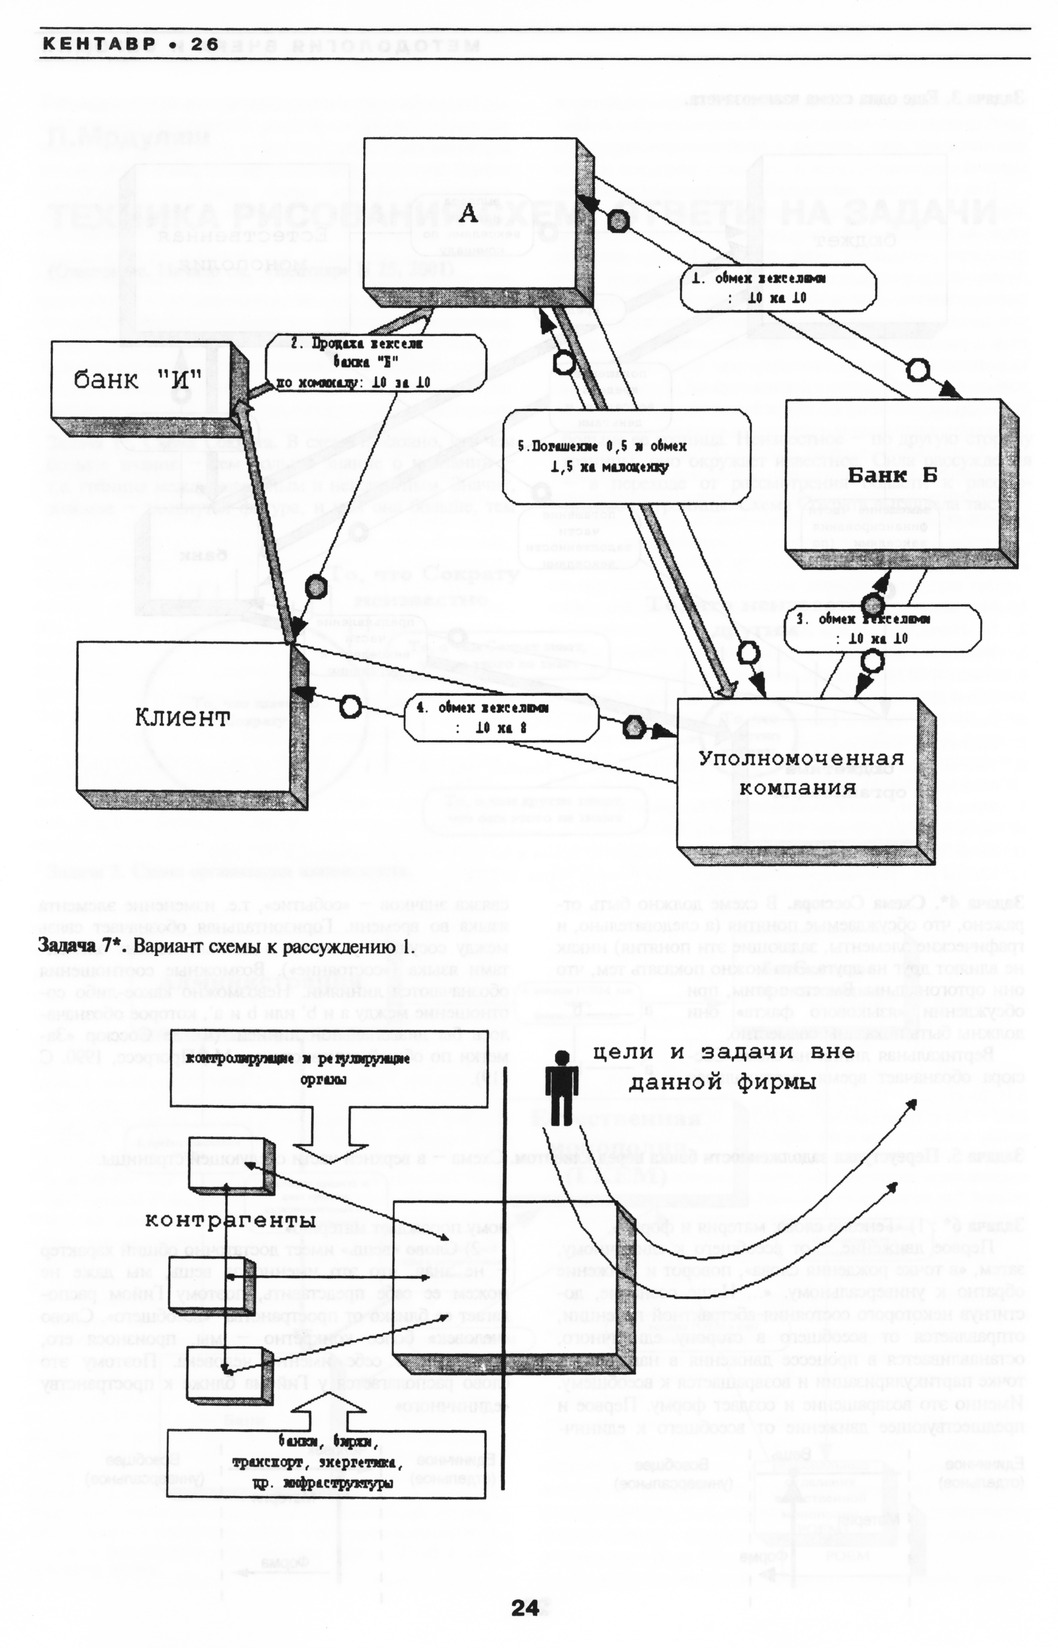 КЕНТАВР • 26
А
1. обмен векселями
: 10 на 10
2. Продажа векселя
банка "Б"
по номиналу: 10 за 10
банк "И"
5.Погашение 0,5 и обмен
1,5 на малоценку
Банк Б
3. обмен векселями
: 10 на 10
4. обмен векселями
: 10 на 8
Клиент
Уполномоченная
компания
Задача 7*. Вариант схемы к рассуждению 1.
контролирующие и регулирующие
органы
цели и задачи вне
данной фирмы
контрагенты
банки, биржи,
транспорт, энергетика,
др. инфраструктуры
24